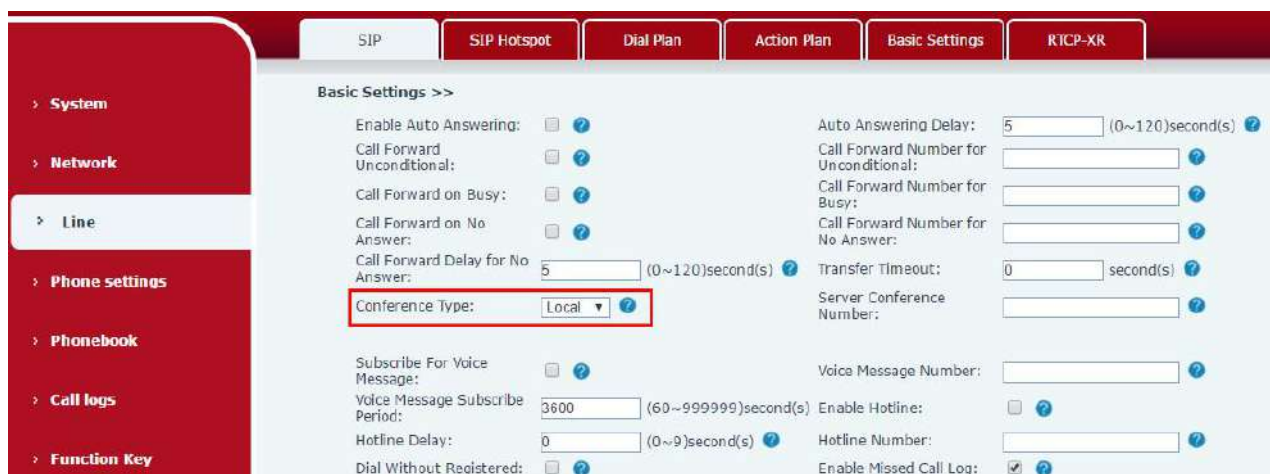 SIP
SIP Hotspot
Dial Plan
Action Plan
Basic Settings
RTCP-XR
› System
› Network
› Line
› Phone settings
› Phonebook
› Call logs
› Function Key
Basic Settings >>
Enable Auto Answering:
Auto Answering Delay: 5 (0~120)second(s)
Call Forward
Unconditional:
Call Forward Number for
Unconditional:
Call Forward on Busy:
Call Forward Number for
Busy:
Call Forward on No
Answer:
Call Forward Number for
No Answer:
Call Forward Delay for No
Answer: 5 (0~120)second(s)
Transfer Timeout: 0 second(s)
Conference Type: Local
Server Conference
Number:
Subscribe For Voice
Message:
Voice Message Number:
Voice Message Subscribe
Period: 3600 (60~999999)second(s)
Enable Hotline:
Hotline Delay: 0 (0~9)second(s)
Hotline Number:
Dial Without Registered:
Enable Missed Call Log: